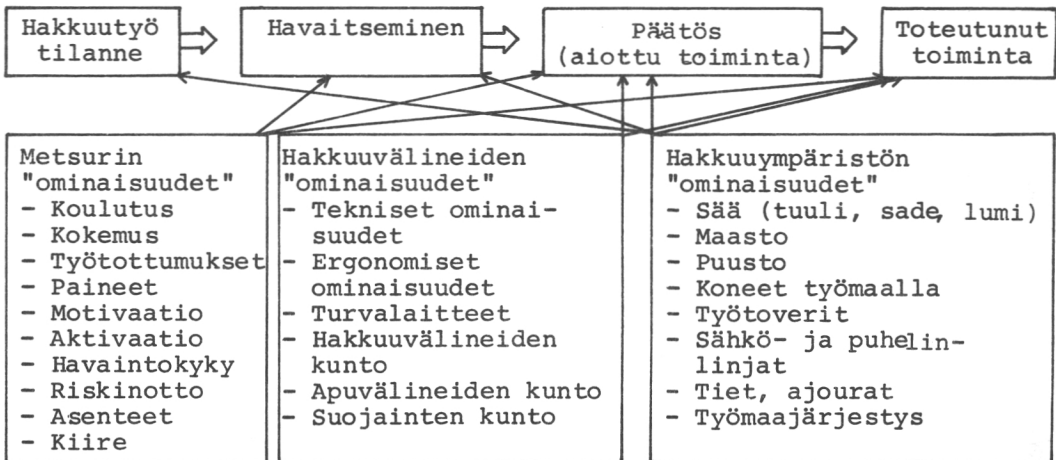 Hakkuutyö
tilanne
Havaitseminen
Päätös
(aiottu toiminta)
Toteutunut
toiminta
Metsurin
"ominaisuudet"
- Koulutus
- Kokemus
- Työtottumukset
- Paineet
- Motivaatio
- Aktivaatio
- Havaintokyky
- Riskinotto
- Asenteet
- Kiire
Hakkuuvälineiden
"ominaisuudet"
- Tekniset ominai-
suudet
- Ergonomiset
ominaisuudet
- Turvalaitteet
- Hakkuuvälineiden
kunto
- Apuvälineiden kunto
- Suojainten kunto
Hakkuuympäristön
"ominaisuudet"
- Sää (tuuli, sade, lumi)
- Maasto
- Puusto
- Koneet työmaalla
- Työtoverit
- Sähkö- ja puhelin-
linjat
- Tiet, ajourat
- Työmaajärjestys